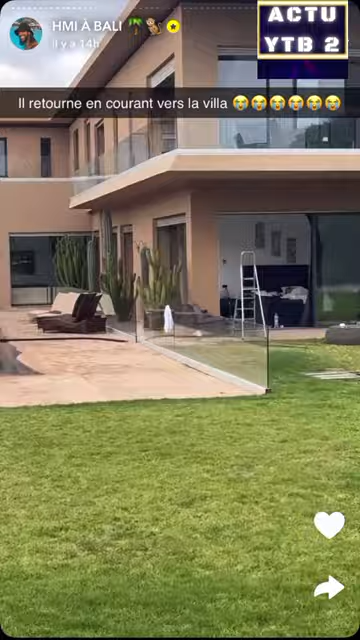 HMI À BALI 🌴🐒⭐
Il y a 14h
ACTU
YTB 2
Il retourne en courant vers la villa 😭😭😭😭😭😭